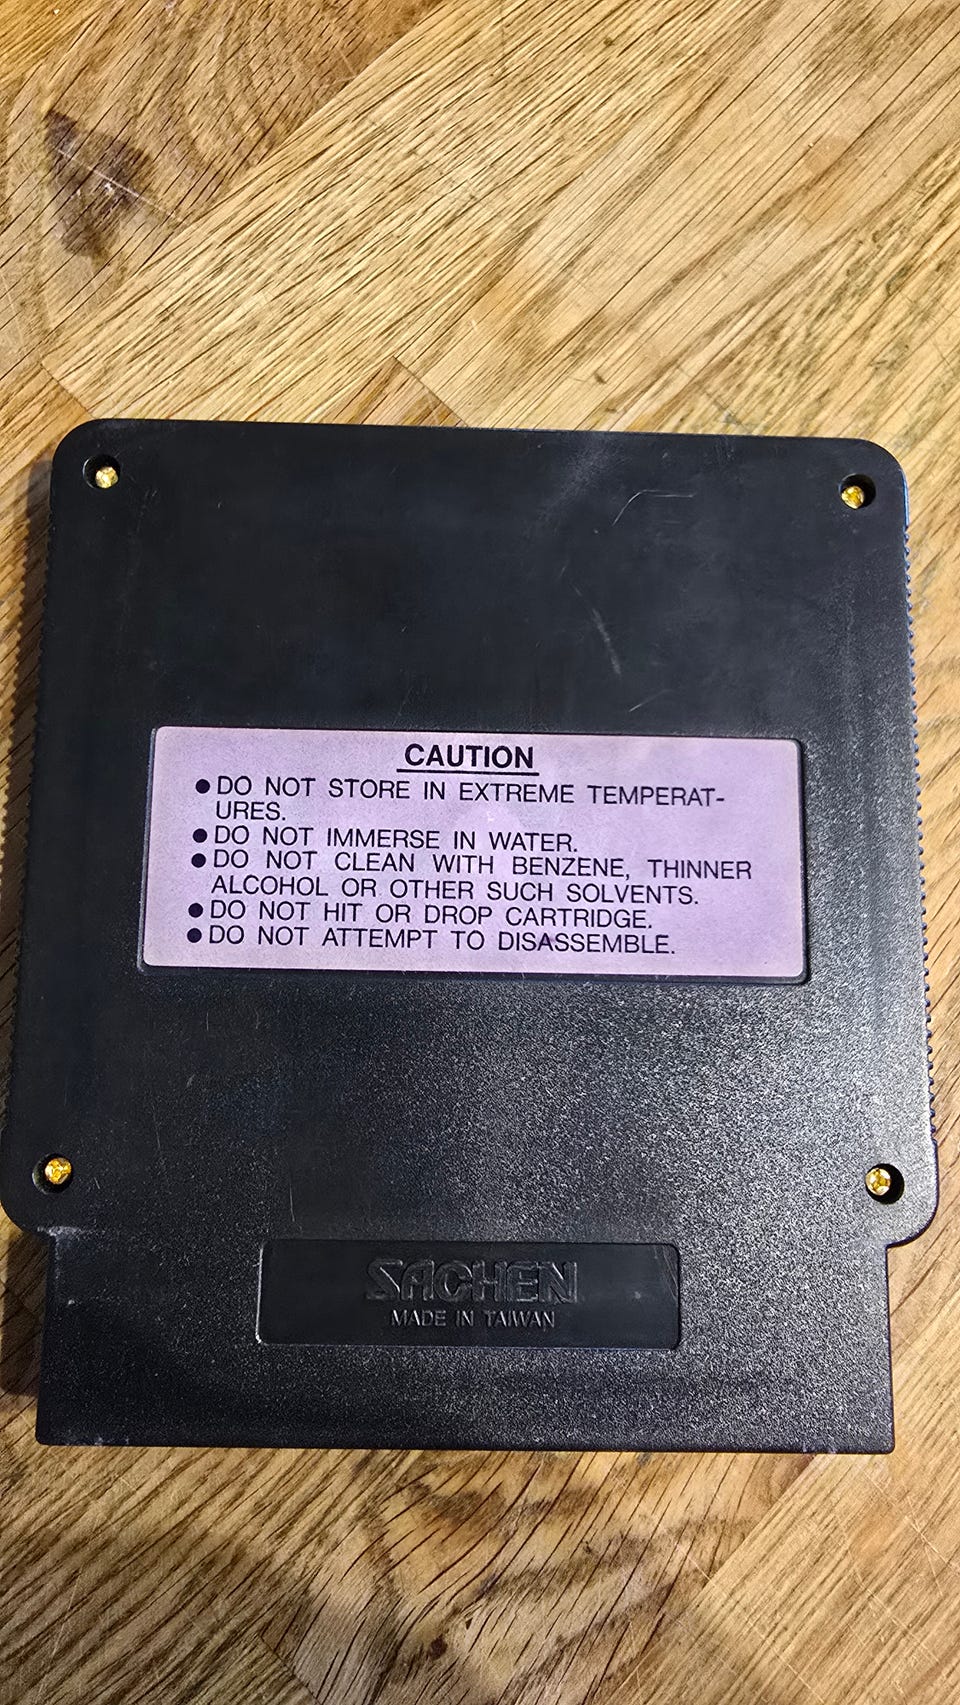 CAUTION
● DO NOT STORE IN EXTREME TEMPERAT-
URES.
● DO NOT IMMERSE IN WATER.
● DO NOT CLEAN WITH BENZENE, THINNER
ALCOHOL OR OTHER SUCH SOLVENTS.
● DO NOT HIT OR DROP CARTRIDGE.
● DO NOT ATTEMPT TO DISASSEMBLE.
SACHEN
MADE IN TAIWAN